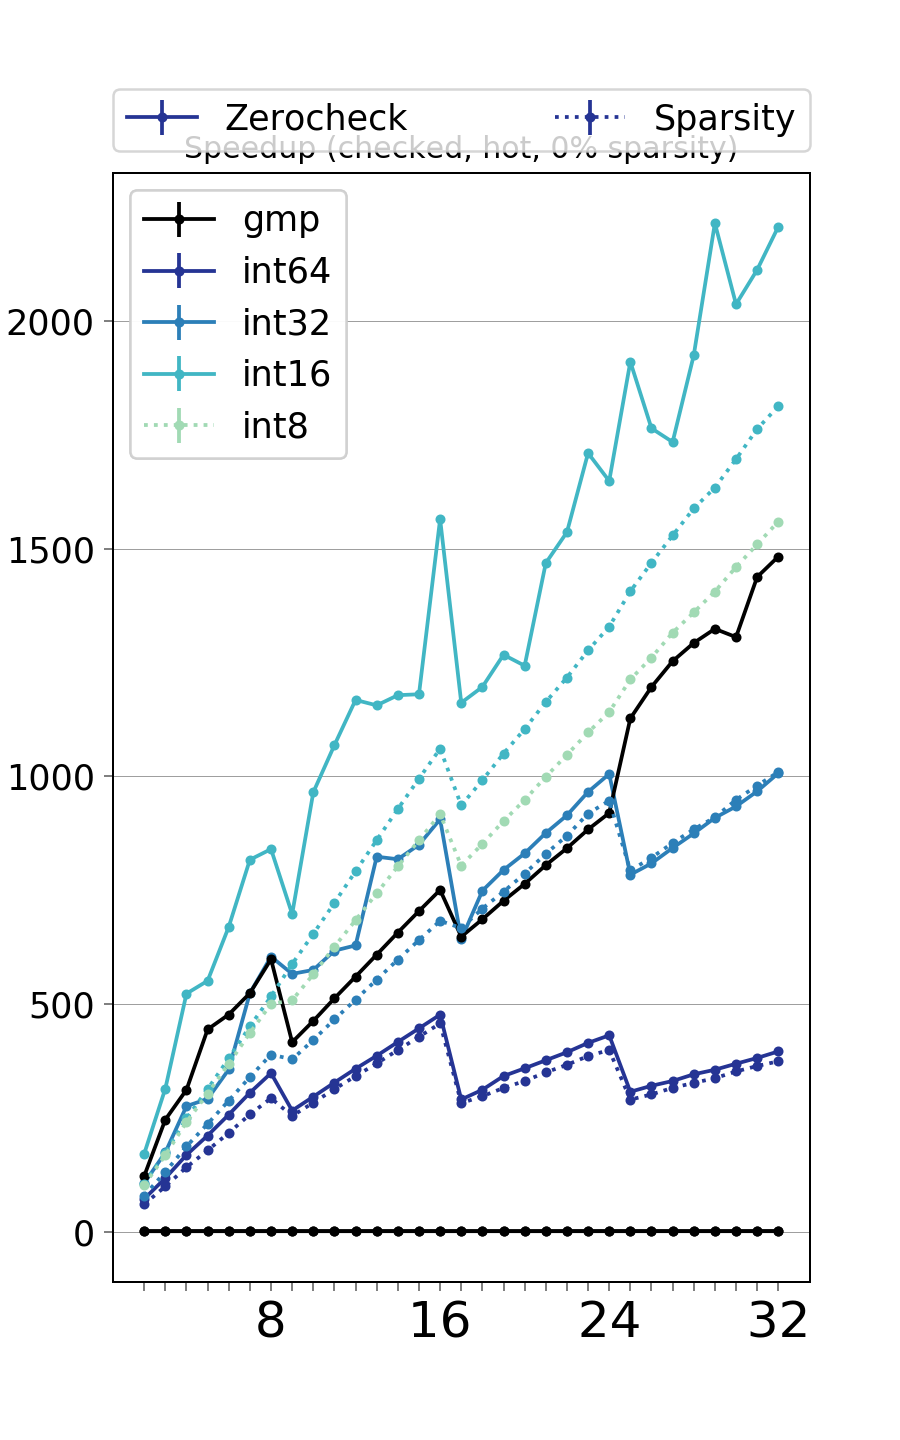 Zerocheck Sparsity
Speedup (checked, hot, 0% sparsity)
gmp
int64
int32
int16
int8
2000
1500
1000
500
0
8 16 24 32